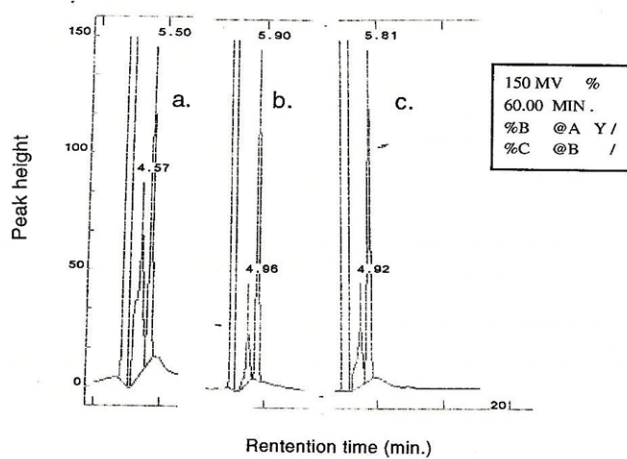 150
5.50
5.90
5.81
a.
b.
c.
150 MV %
60.00 MIN .
%B @A Y /
%C @B /
Peak height
100
4.57
50
4.96
4.92
0
20
Rentention time (min.)